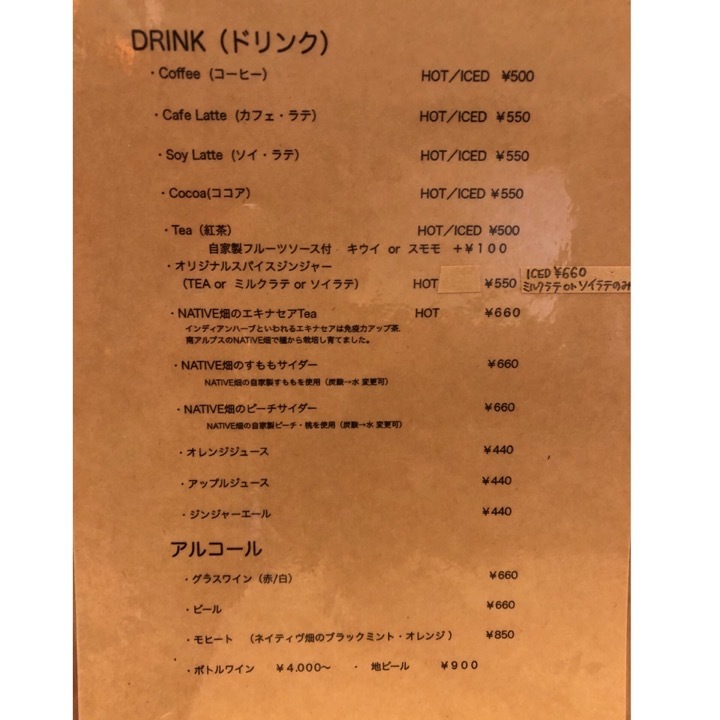 DRINK（ドリンク）
・Coffee（コーヒー） HOT／ICED ¥500
・Cafe Latte（カフェ・ラテ） HOT／ICED ¥550
・Soy Latte（ソイ・ラテ） HOT／ICED ¥550
・Cocoa(ココア) HOT／ICED ¥550
・Tea（紅茶） HOT／ICED ¥500
自家製フルーツソース付 キウイ or スモモ ＋¥１００
・オリジナルスパイスジンジャー
（TEA or ミルクラテ or ソイラテ） HOT ¥550
ICED ¥660
ミルクラテ or ソイラテのみ
・NATIVE畑のエキナセアTea HOT ¥６６０
インディアンハーブといわれるエキナセアは免疫力アップ茶.
南アルプスのNATIVE畑で種から栽培し育てました。
・NATIVE畑のすももサイダー ¥660
NATIVE畑の自家製すももを使用（炭酸→水 変更可）
・NATIVE畑のピーチサイダー ¥660
NATIVE畑の自家製ピーチ・桃を使用（炭酸→水 変更可）
・オレンジジュース ¥440
・アップルジュース ¥440
・ジンジャーエール ¥440
アルコール
・グラスワイン（赤/白） ¥660
・ビール ¥660
・モヒート （ネイティヴ畑のブラックミント・オレンジ） ¥850
・ボトルワイン ¥４.０００〜 ・ 地ビール ¥９００